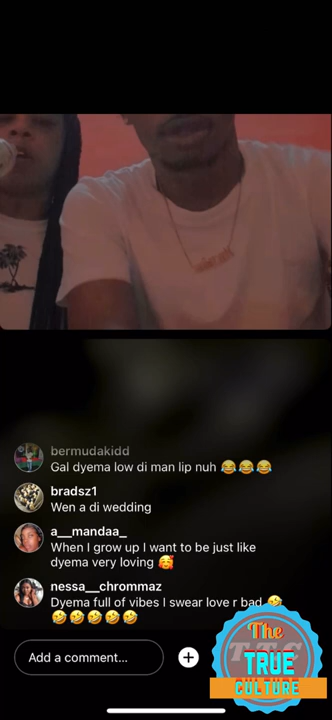 bermudakidd
Gal dyema low di man lip nuh 😂😂😂
bradsz1
Wen a di wedding
a__mandaa_
When I grow up I want to be just like
dyema very loving 🥰
nessa__chrommaz
Dyema full of vibes I swear love r bad 🤣
🤣🤣🤣🤣🤣
Add a comment...
The
TRUE
CULTURE